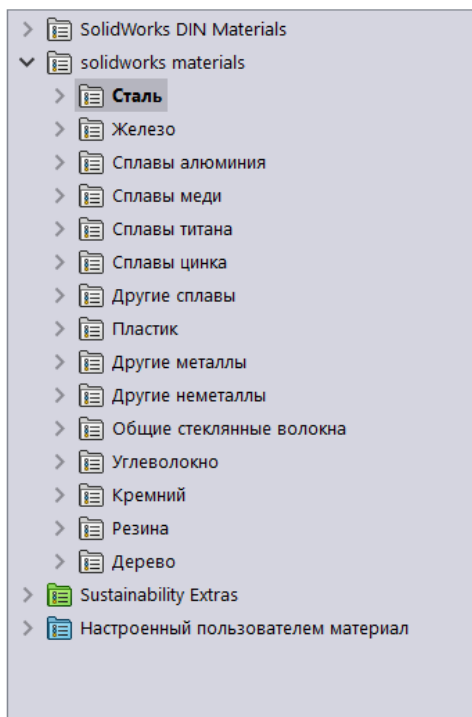 SolidWorks DIN Materials
solidworks materials
Сталь
Железо
Сплавы алюминия
Сплавы меди
Сплавы титана
Сплавы цинка
Другие сплавы
Пластик
Другие металлы
Другие неметаллы
Общие стеклянные волокна
Углеволокно
Кремний
Резина
Дерево
Sustainability Extras
Настроенный пользователем материал